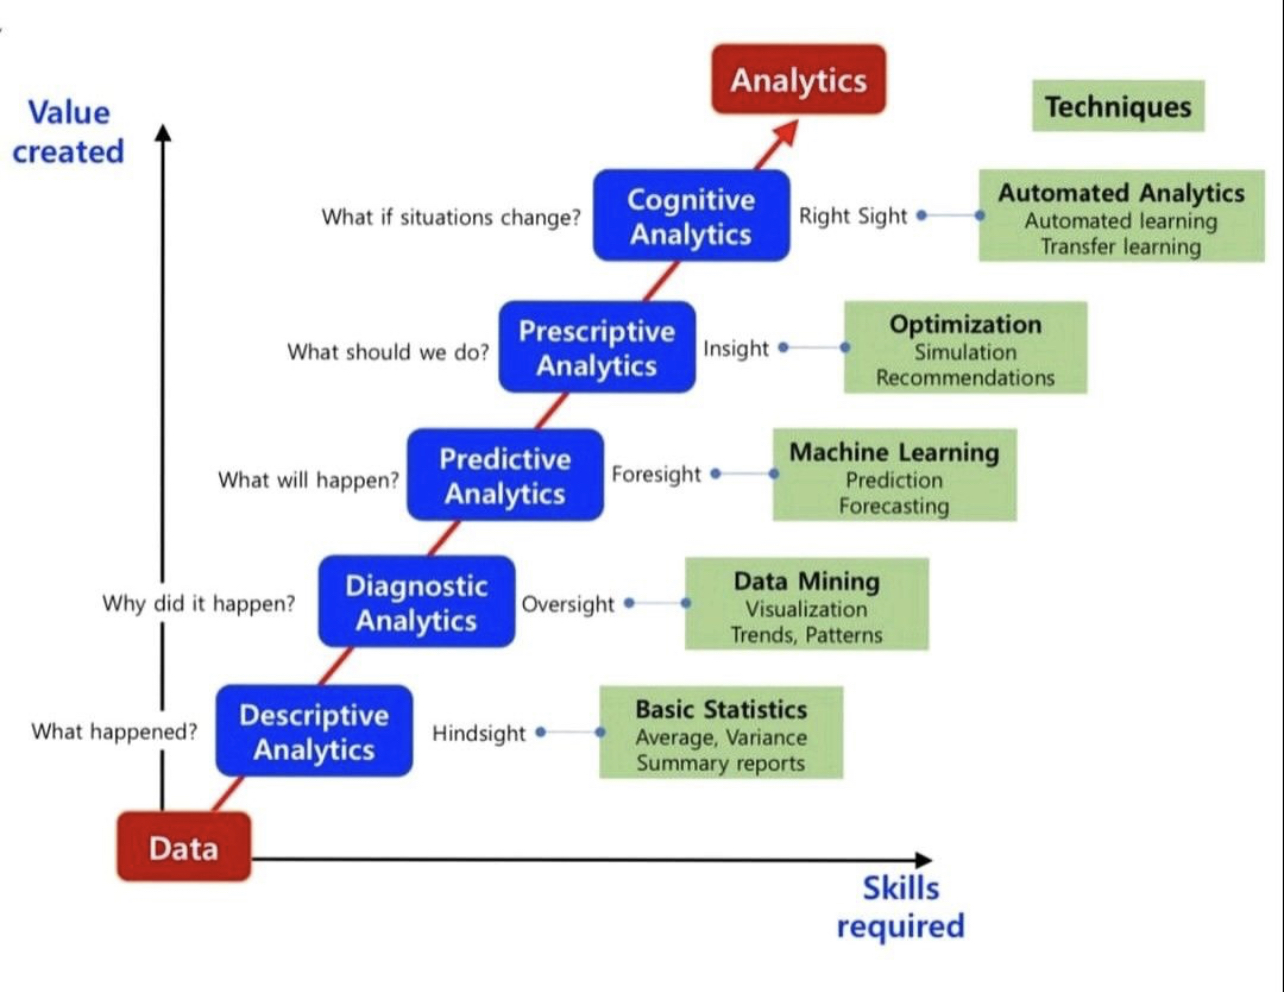 Analytics
Techniques
Value
created
What if situations change?
Cognitive
Analytics
Right Sight
Automated Analytics
Automated learning
Transfer learning
What should we do?
Prescriptive
Analytics
Insight
Optimization
Simulation
Recommendations
What will happen?
Predictive
Analytics
Foresight
Machine Learning
Prediction
Forecasting
Why did it happen?
Diagnostic
Analytics
Oversight
Data Mining
Visualization
Trends, Patterns
What happened?
Descriptive
Analytics
Hindsight
Basic Statistics
Average, Variance
Summary reports
Data
Skills
required